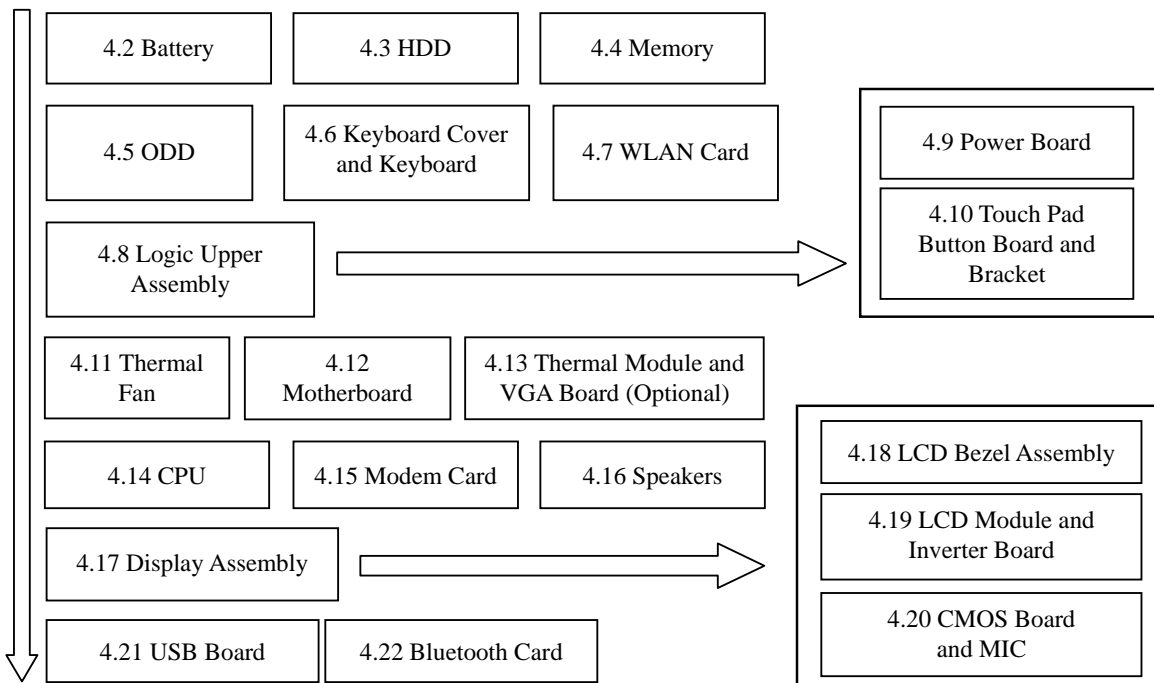 4.2 Battery
4.3 HDD
4.4 Memory
4.5 ODD
4.6 Keyboard Cover
and Keyboard
4.7 WLAN Card
4.8 Logic Upper
Assembly
4.9 Power Board
4.10 Touch Pad
Button Board and
Bracket
4.11 Thermal
Fan
4.12
Motherboard
4.13 Thermal Module and
VGA Board (Optional)
4.14 CPU
4.15 Modem Card
4.16 Speakers
4.17 Display Assembly
4.18 LCD Bezel Assembly
4.19 LCD Module and
Inverter Board
4.20 CMOS Board
and MIC
4.21 USB Board
4.22 Bluetooth Card